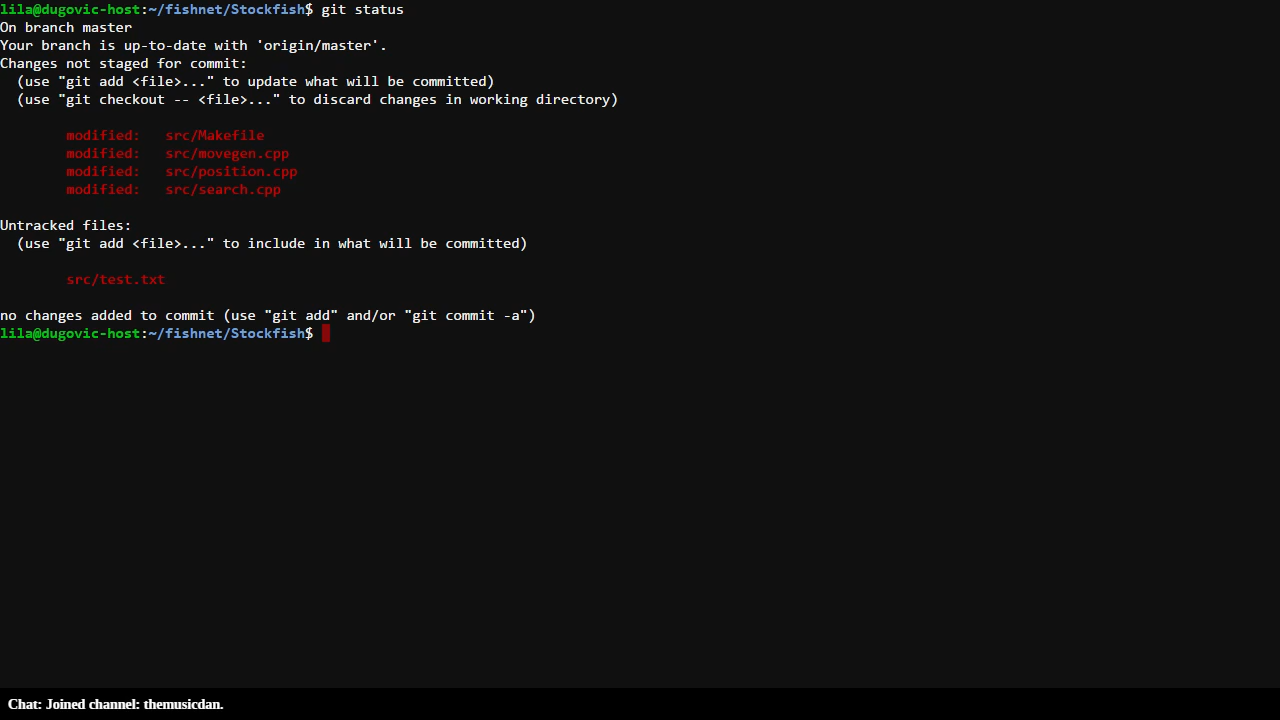 lila@dugovic-host:~/fishnet/Stockfish$ git status
On branch master
Your branch is up-to-date with 'origin/master'.
Changes not staged for commit:
  (use "git add <file>..." to update what will be committed)
  (use "git checkout -- <file>..." to discard changes in working directory)
        modified:   src/Makefile
        modified:   src/movegen.cpp
        modified:   src/position.cpp
        modified:   src/search.cpp
Untracked files:
  (use "git add <file>..." to include in what will be committed)
        src/test.txt
no changes added to commit (use "git add" and/or "git commit -a")
lila@dugovic-host:~/fishnet/Stockfish$
Chat: Joined channel: themusicdan.